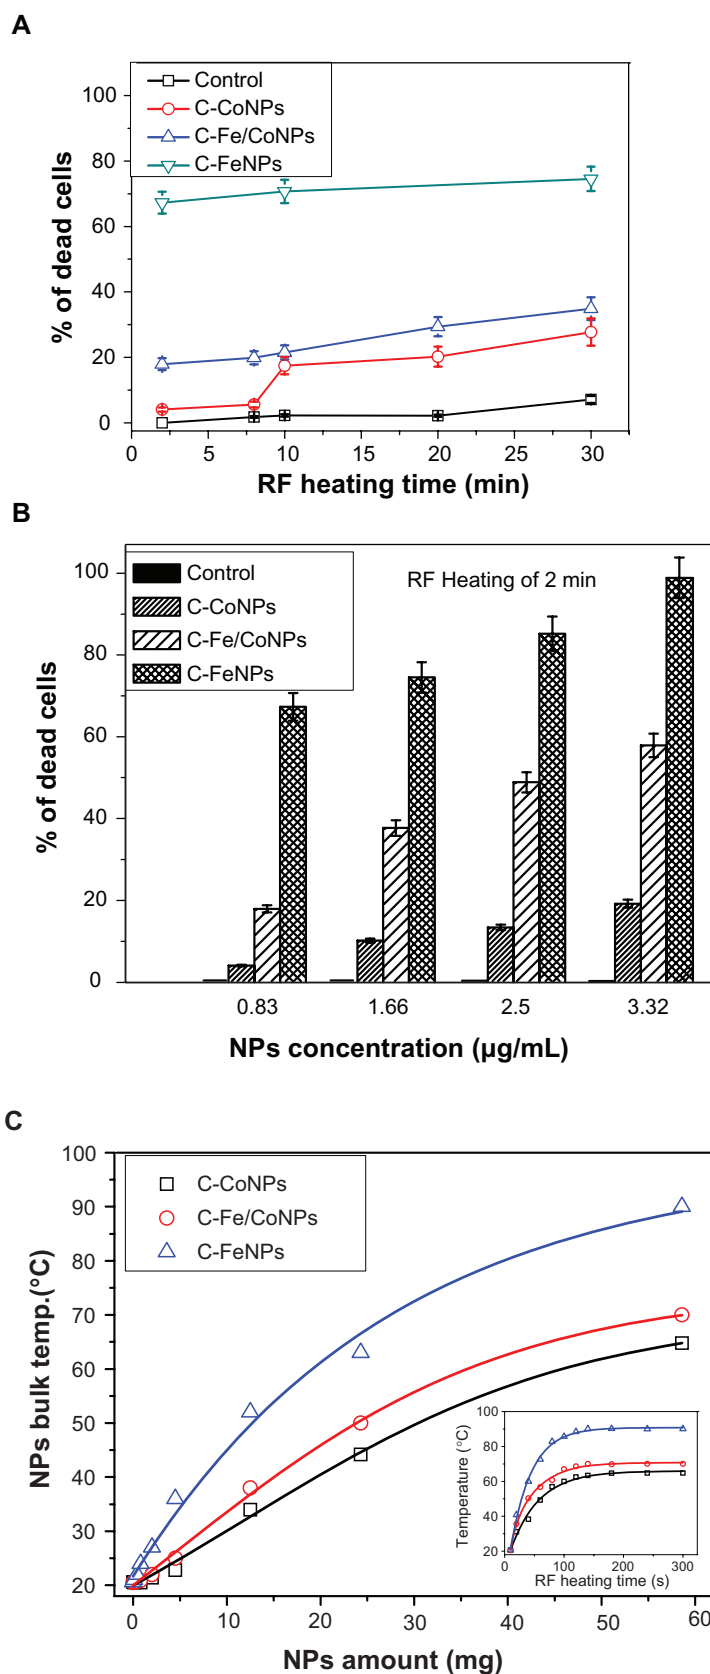 A
Control
C-CoNPs
C-Fe/CoNPs
C-FeNPs
% of dead cells
100
80
60
40
20
0
0 5 10 15 20 25 30
RF heating time (min)
B
Control
C-CoNPs
C-Fe/CoNPs
C-FeNPs
RF Heating of 2 min
% of dead cells
100
80
60
40
20
0
0.83 1.66 2.5 3.32
NPs concentration (µg/mL)
C
C-CoNPs
C-Fe/CoNPs
C-FeNPs
NPs bulk temp.(°C)
100
90
80
70
60
50
40
30
20
0 10 20 30 40 50 60
NPs amount (mg)
Temperature (°C)
100
80
60
40
20
0 100 200 300
RF heating time (s)